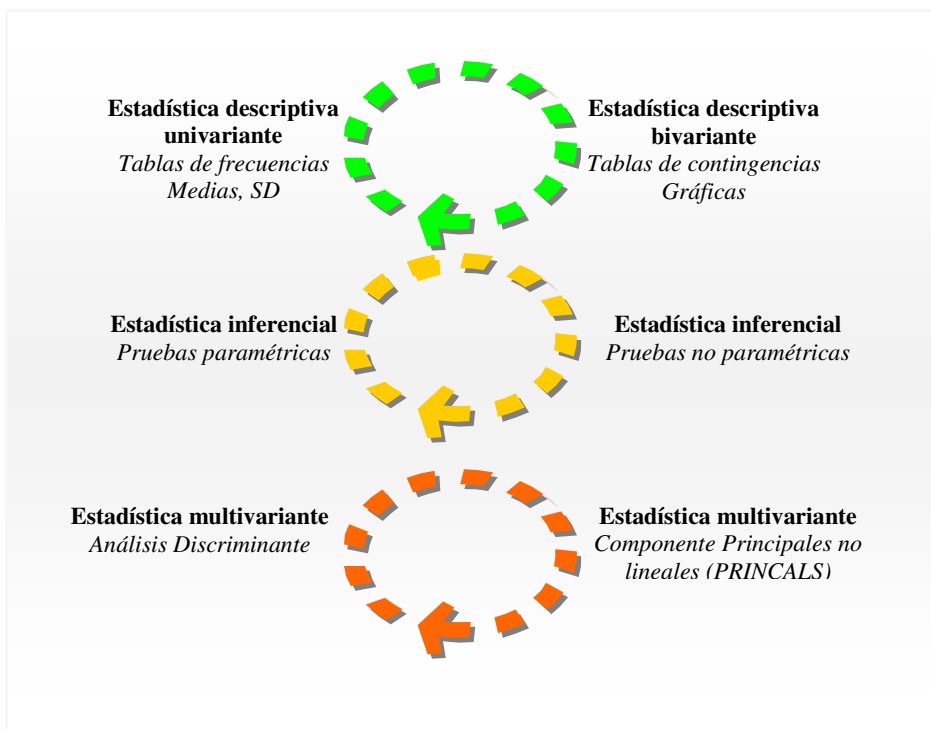 Estadística descriptiva
univariante
Tablas de frecuencias
Medias, SD
Estadística descriptiva
bivariante
Tablas de contingencias
Gráficas
Estadística inferencial
Pruebas paramétricas
Estadística inferencial
Pruebas no paramétricas
Estadística multivariante
Análisis Discriminante
Estadística multivariante
Componente Principales no
lineales (PRINCALS)